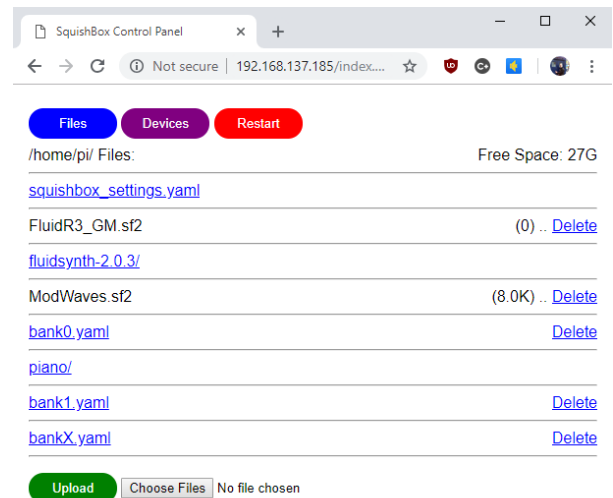 SquishBox Control Panel
Not secure | 192.168.137.185/index....
Files Devices Restart
/home/pi/ Files: Free Space: 27G
squishbox_settings.yaml
FluidR3_GM.sf2 (0) .. Delete
fluidsynth-2.0.3/
ModWaves.sf2 (8.0K) .. Delete
bank0.yaml Delete
piano/
bank1.yaml Delete
bankX.yaml Delete
Upload Choose Files No file chosen